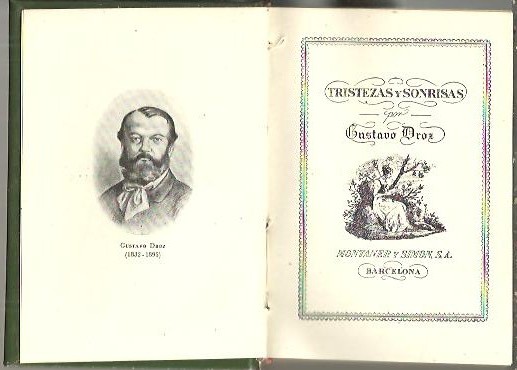 GUSTAVO DROZ
(1832-1895)
TRISTEZAS Y SONRISAS
por
Gustavo Droz
MONTANER Y SIMON, S. A.
BARCELONA